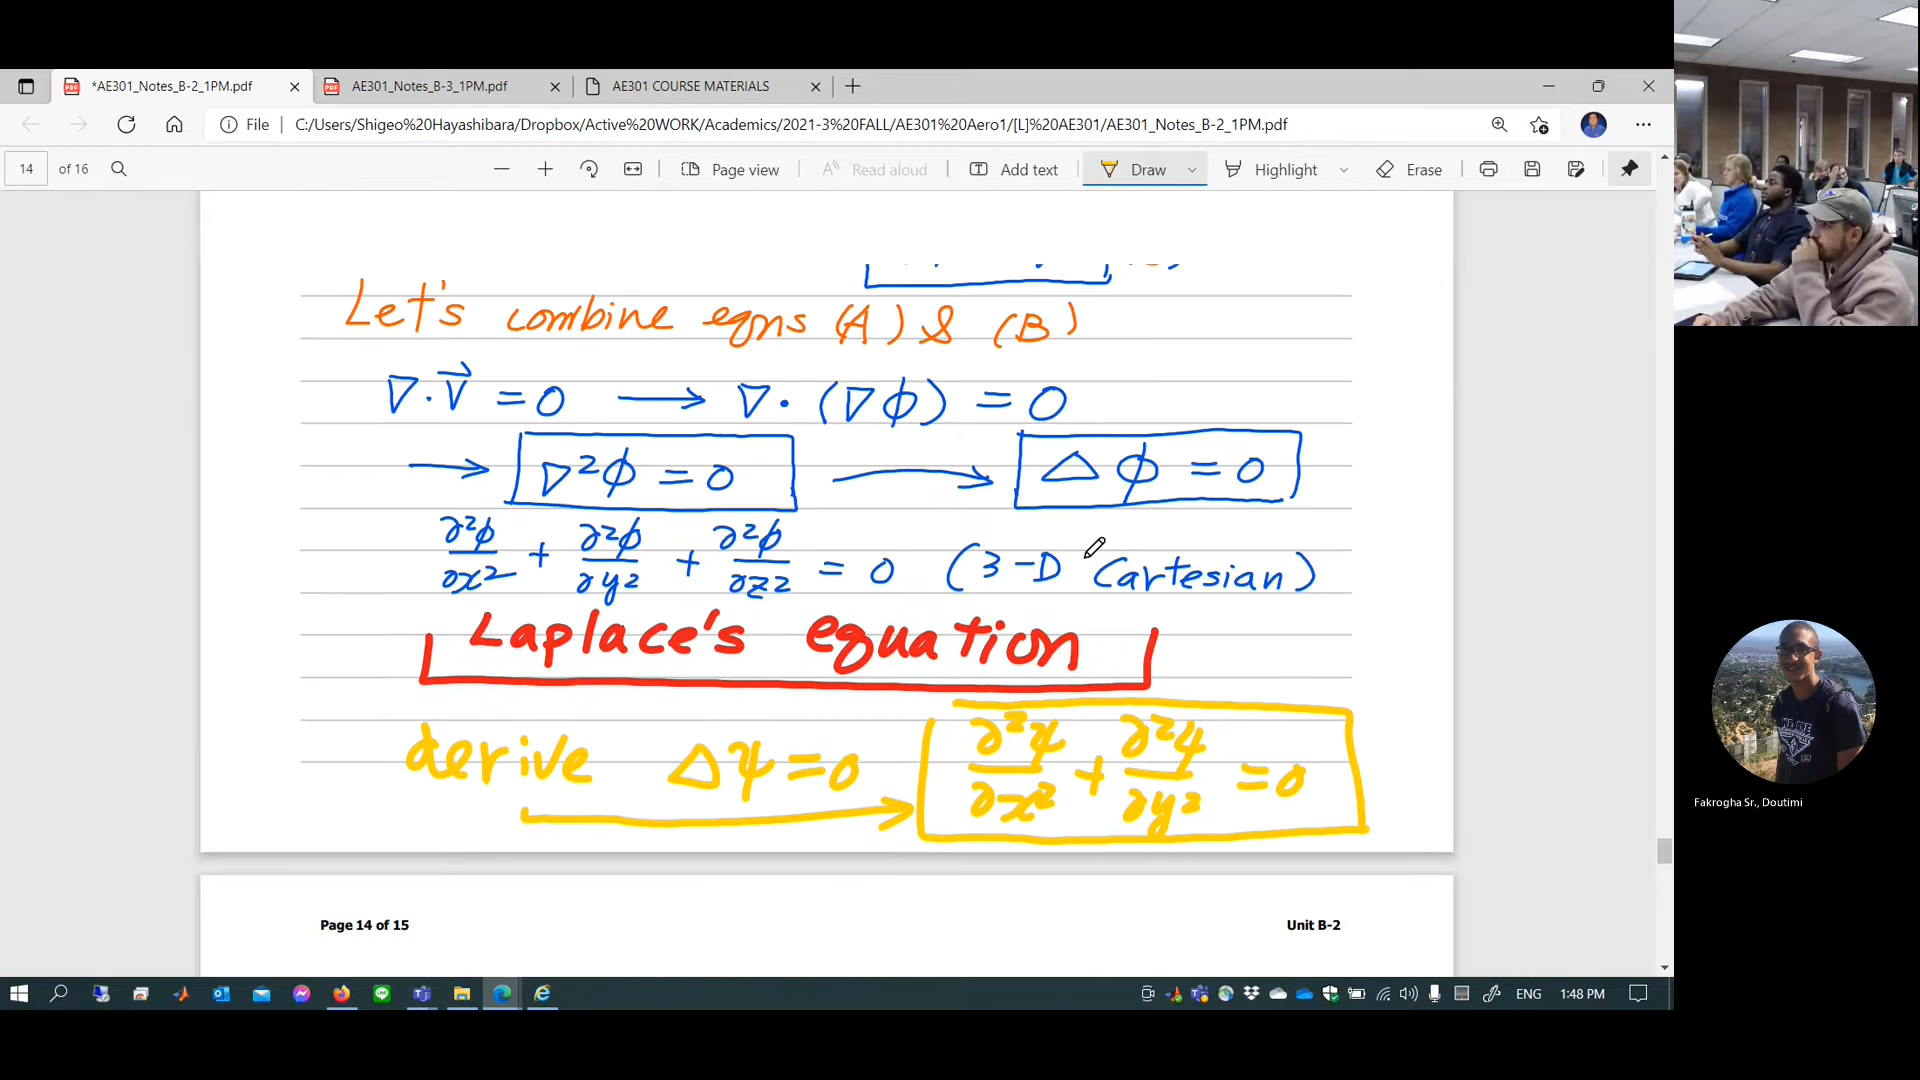 *AE301_Notes_B-2_1PM.pdf
AE301_Notes_B-3_1PM.pdf
AE301 COURSE MATERIALS
File
C:/Users/Shigeo%20Hayashibara/Dropbox/Active%20WORK/Academics/2021-3%20FALL/AE301%20Aero1/[L]%20AE301/AE301_Notes_B-2_1PM.pdf
14 of 16
Page view
Read aloud
Add text
Draw
Highlight
Erase
Let's combine eqns (A) & (B)
∇·V⃗ = 0 → ∇·(∇ϕ) = 0
→ ∇²ϕ = 0 → △ϕ = 0
∂²ϕ/∂x² + ∂²ϕ/∂y² + ∂²ϕ/∂z² = 0 (3-D Cartesian)
Laplace's equation
derive △ψ=0 → ∂²ψ/∂x² + ∂²ψ/∂y² = 0
Page 14 of 15
Unit B-2
Fakrogha Sr., Doutimi
ENG
1:48 PM